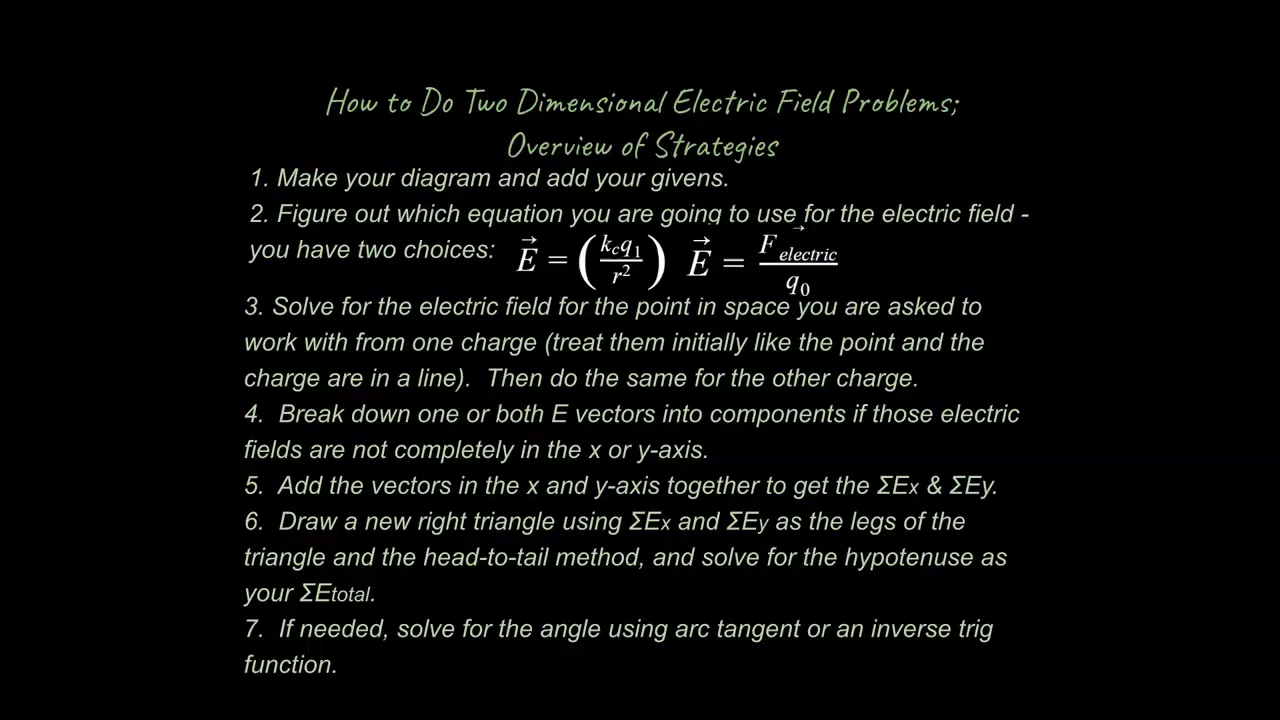 How to Do Two Dimensional Electric Field Problems;
Overview of Strategies
1. Make your diagram and add your givens.
2. Figure out which equation you are going to use for the electric field -
you have two choices: $\vec{E} = \left(\frac{k_c q_1}{r^2}\right)$ $\vec{E} = \frac{\vec{F}_{electric}}{q_0}$
3. Solve for the electric field for the point in space you are asked to
work with from one charge (treat them initially like the point and the
charge are in a line). Then do the same for the other charge.
4. Break down one or both E vectors into components if those electric
fields are not completely in the x or y-axis.
5. Add the vectors in the x and y-axis together to get the ΣEx & ΣEy.
6. Draw a new right triangle using ΣEx and ΣEy as the legs of the
triangle and the head-to-tail method, and solve for the hypotenuse as
your ΣEtotal.
7. If needed, solve for the angle using arc tangent or an inverse trig
function.